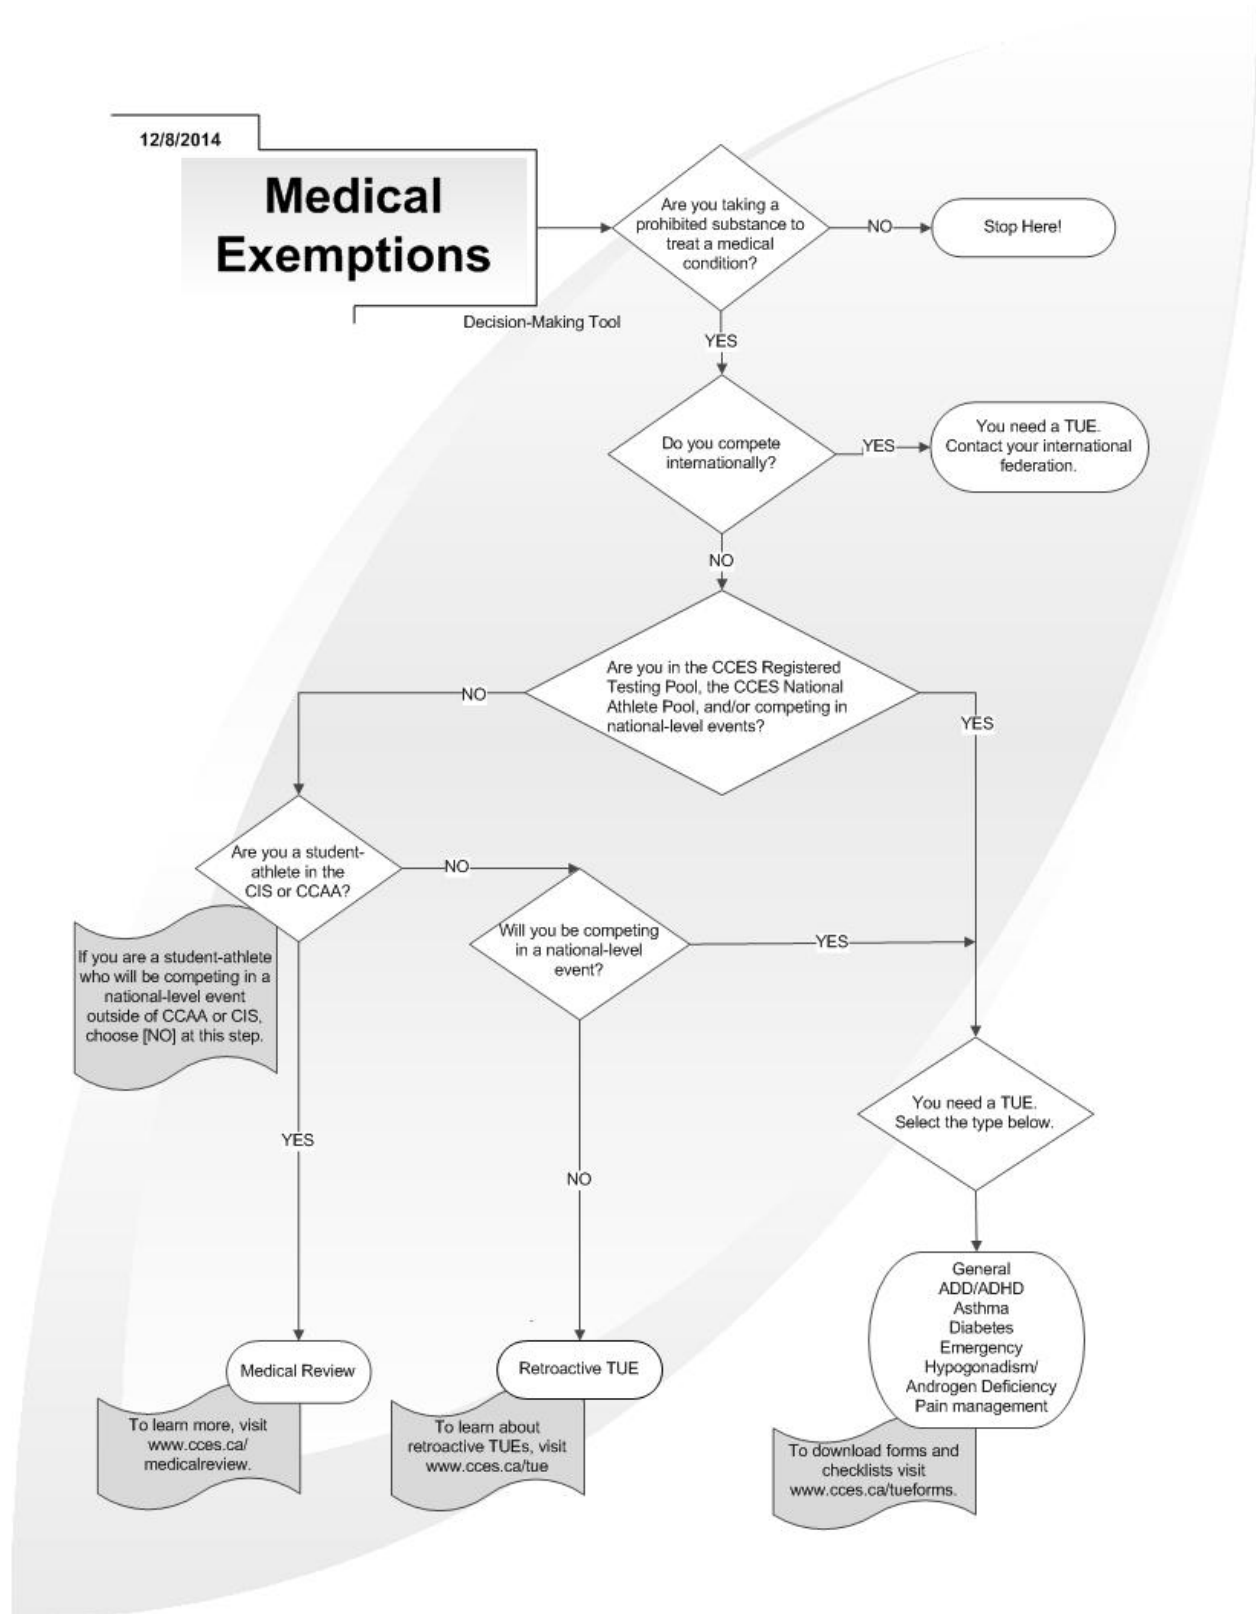 12/8/2014
Medical
Exemptions
Decision-Making Tool
Are you taking a
prohibited substance to
treat a medical
condition?
NO
Stop Here!
YES
Do you compete
internationally?
YES
You need a TUE.
Contact your international
federation.
NO
Are you in the CCES Registered
Testing Pool, the CCES National
Athlete Pool, and/or competing in
national-level events?
NO
YES
Are you a student-
athlete in the
CIS or CCAA?
NO
If you are a student-athlete
who will be competing in a
national-level event
outside of CCAA or CIS,
choose [NO] at this step.
Will you be competing
in a national-level
event?
YES
YES
NO
You need a TUE.
Select the type below.
General
ADD/ADHD
Asthma
Diabetes
Emergency
Hypogonadism/
Androgen Deficiency
Pain management
Medical Review
To learn more, visit
www.cces.ca/
medicalreview.
Retroactive TUE
To learn about
retroactive TUEs, visit
www.cces.ca/tue
To download forms and
checklists visit
www.cces.ca/tueforms.